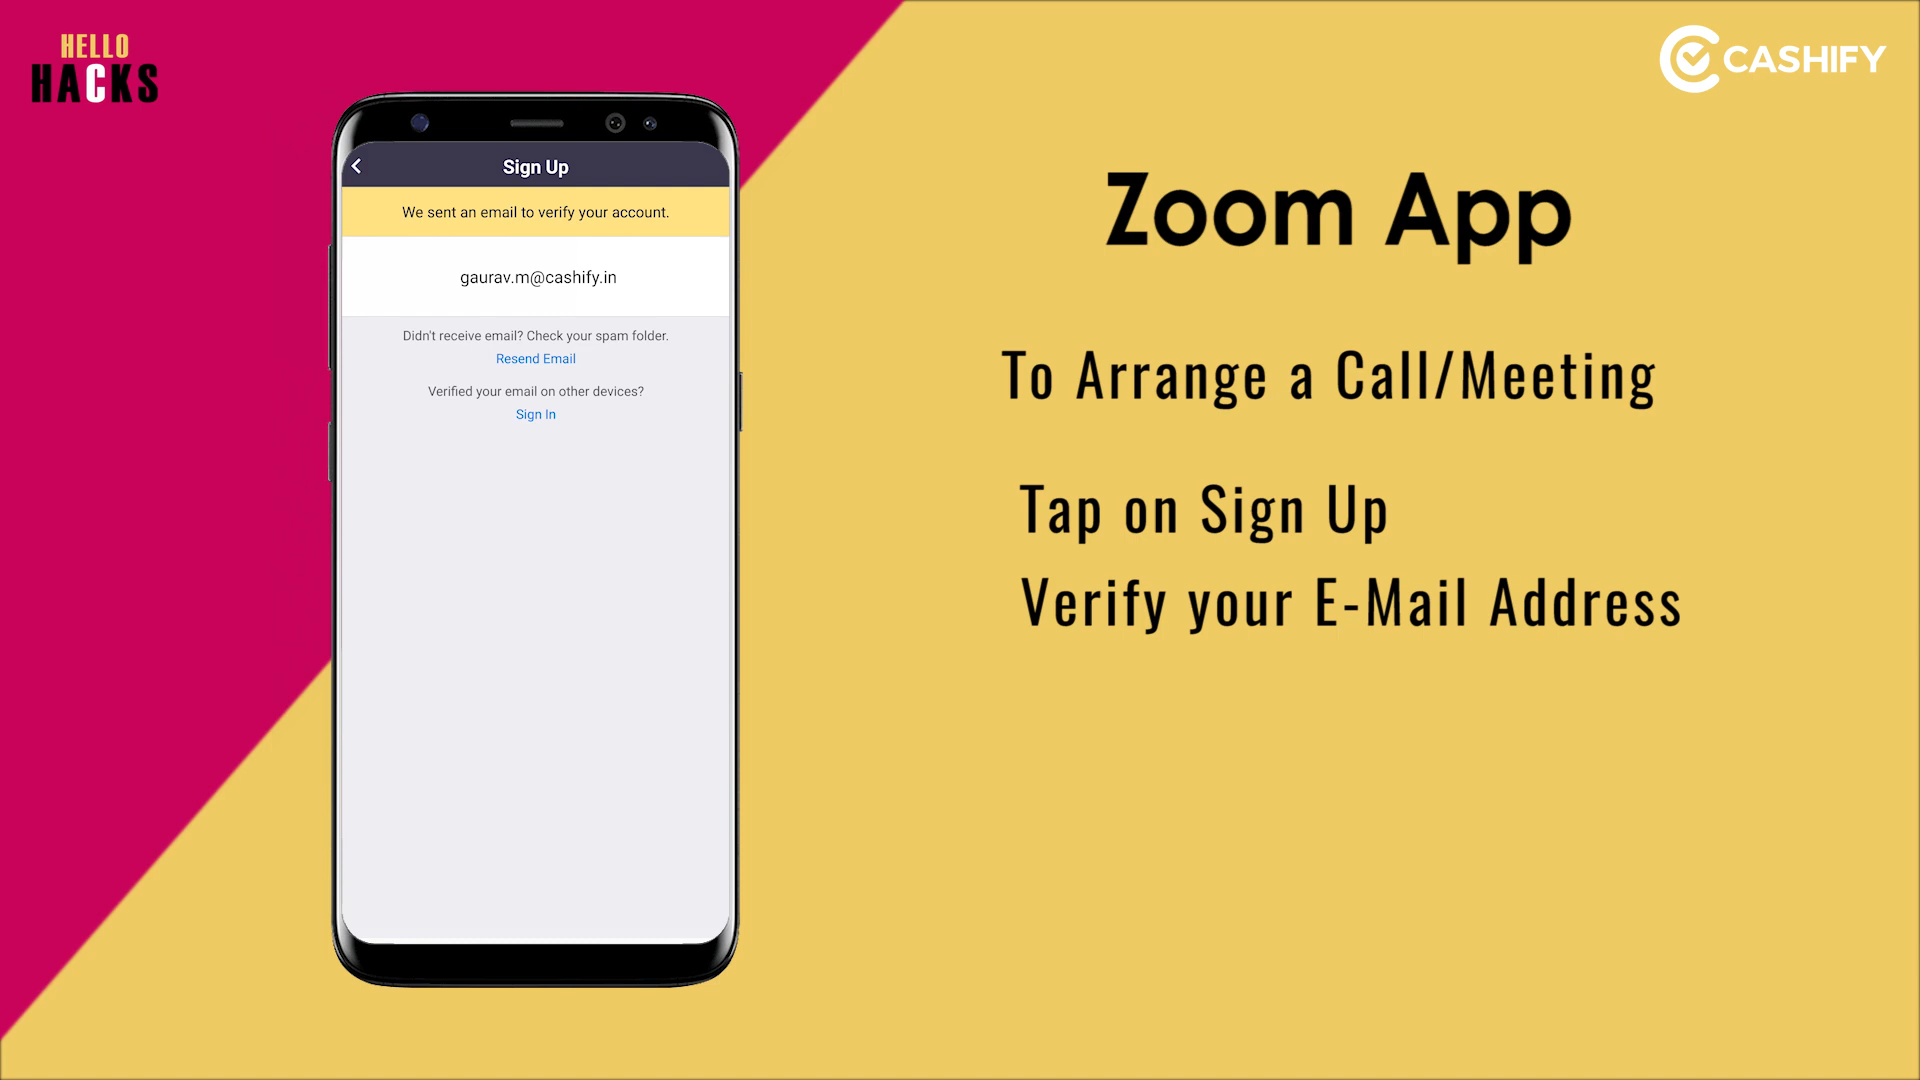 HELLO
HACKS
CASHIFY
Sign Up
We sent an email to verify your account.
gaurav.m@cashify.in
Didn't receive email? Check your spam folder.
Resend Email
Verified your email on other devices?
Sign In
Zoom App
To Arrange a Call/Meeting
Tap on Sign Up
Verify your E-Mail Address